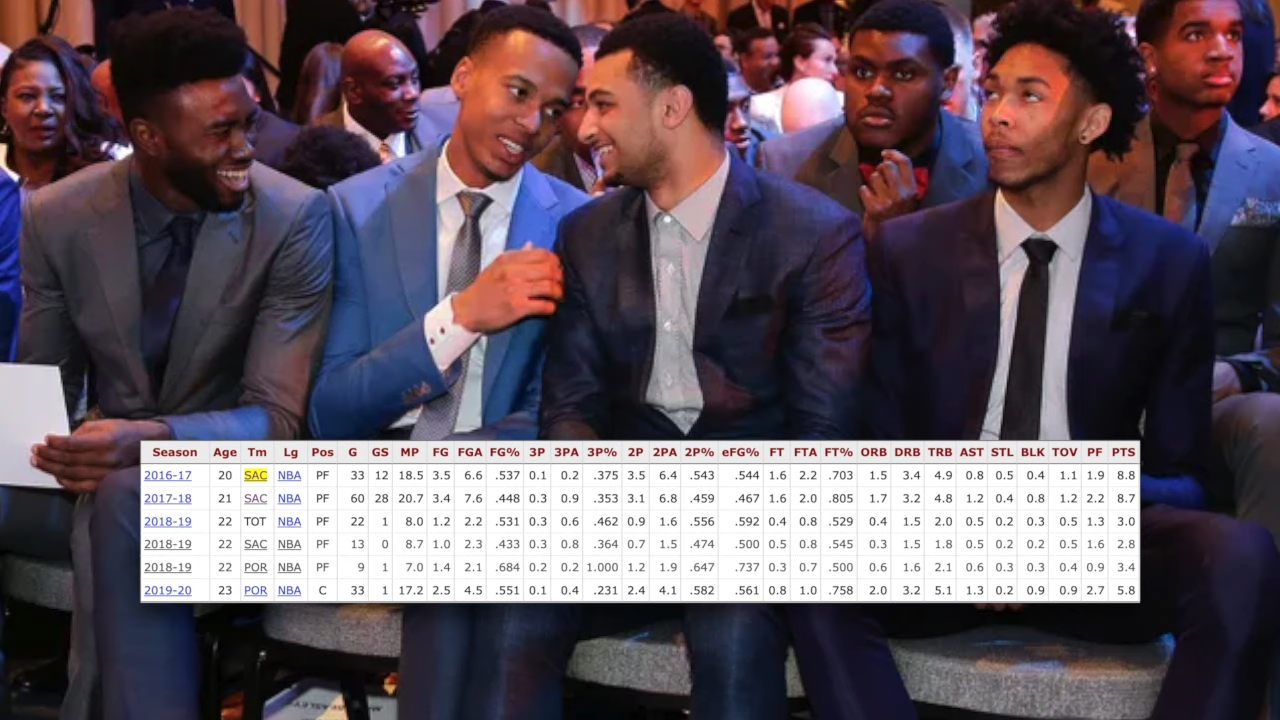 Season Age Tm Lg Pos G GS MP FG FGA FG% 3P 3PA 3P% 2P 2PA 2P% eFG% FT FTA FT% ORB DRB TRB AST STL BLK TOV PF PTS
2016-17 20 SAC NBA PF 33 12 18.5 3.5 6.6 .537 0.1 0.2 .375 3.5 6.4 .543 .544 1.6 2.2 .703 1.5 3.4 4.9 0.8 0.5 0.4 1.1 1.9 8.8
2017-18 21 SAC NBA PF 60 28 20.7 3.4 7.6 .448 0.3 0.9 .353 3.1 6.8 .459 .467 1.6 2.0 .805 1.7 3.2 4.8 1.2 0.4 0.8 1.2 2.2 8.7
2018-19 22 TOT NBA PF 22 1 8.0 1.2 2.2 .531 0.3 0.6 .462 0.9 1.6 .556 .592 0.4 0.8 .529 0.4 1.5 2.0 0.5 0.2 0.3 0.5 1.3 3.0
2018-19 22 SAC NBA PF 13 0 8.7 1.0 2.3 .433 0.3 0.8 .364 0.7 1.5 .474 .500 0.5 0.8 .545 0.3 1.5 1.8 0.5 0.2 0.2 0.5 1.6 2.8
2018-19 22 POR NBA PF 9 1 7.0 1.4 2.1 .684 0.2 0.2 1.000 1.2 1.9 .647 .737 0.3 0.7 .500 0.6 1.6 2.1 0.6 0.3 0.3 0.4 0.9 3.4
2019-20 23 POR NBA C 33 1 17.2 2.5 4.5 .551 0.1 0.4 .231 2.4 4.1 .582 .561 0.8 1.0 .758 2.0 3.2 5.1 1.3 0.2 0.9 0.9 2.7 5.8